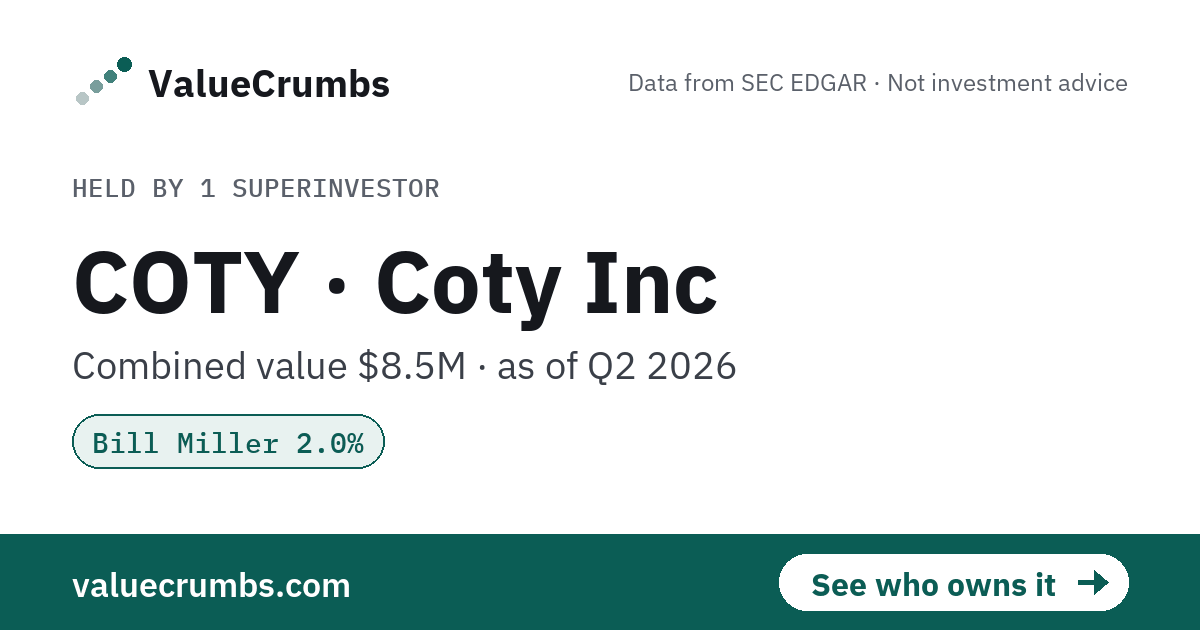 ValueCrumbs
Data from SEC EDGAR · Not investment advice
HELD BY 1 SUPERINVESTOR
COTY · Coty Inc
Combined value $8.5M · as of Q2 2026
Bill Miller 2.0%
valuecrumbs.com
See who owns it →